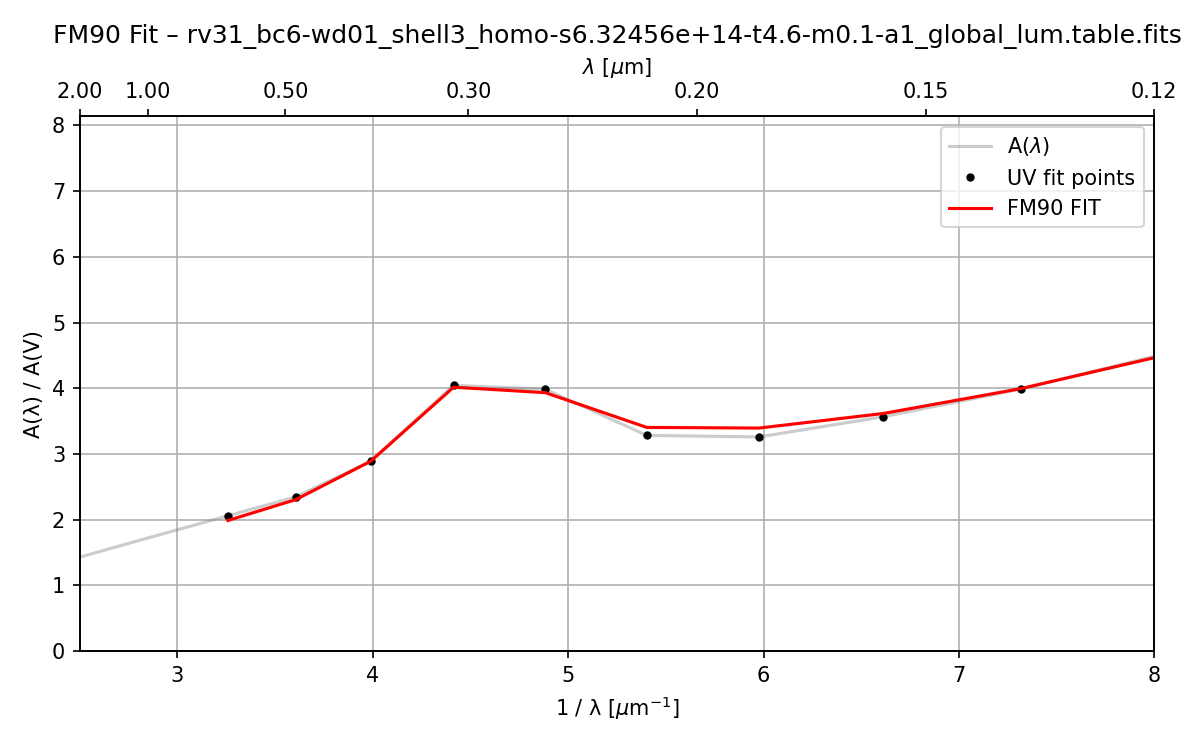 FM90 Fit – rv31_bc6-wd01_shell3_homo-s6.32456e+14-t4.6-m0.1-a1_global_lum.table.fits
λ [μm]
2.00 1.00 0.50 0.30 0.20 0.15 0.12
A(λ)
UV fit points
FM90 FIT
8
7
6
5
4
3
2
1
0
A(λ) / A(V)
3 4 5 6 7 8
1 / λ [μm⁻¹]